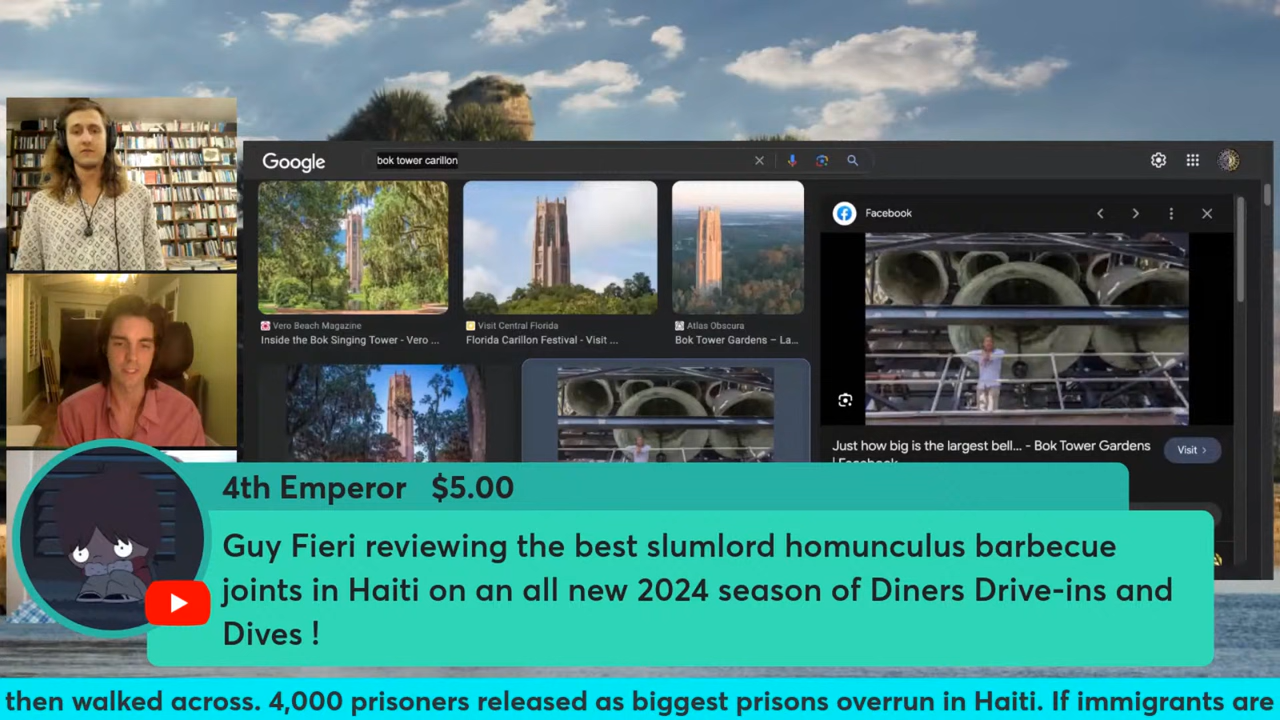 Google
bok tower carillon
Facebook
Vero Beach Magazine
Inside the Bok Singing Tower - Vero ...
Visit Central Florida
Florida Carillon Festival - Visit ...
Atlas Obscura
Bok Tower Gardens – La...
Just how big is the largest bell... - Bok Tower Gardens
| Facebook
Visit
4th Emperor $5.00
Guy Fieri reviewing the best slumlord homunculus barbecue
joints in Haiti on an all new 2024 season of Diners Drive-ins and
Dives !
then walked across. 4,000 prisoners released as biggest prisons overrun in Haiti. If immigrants are